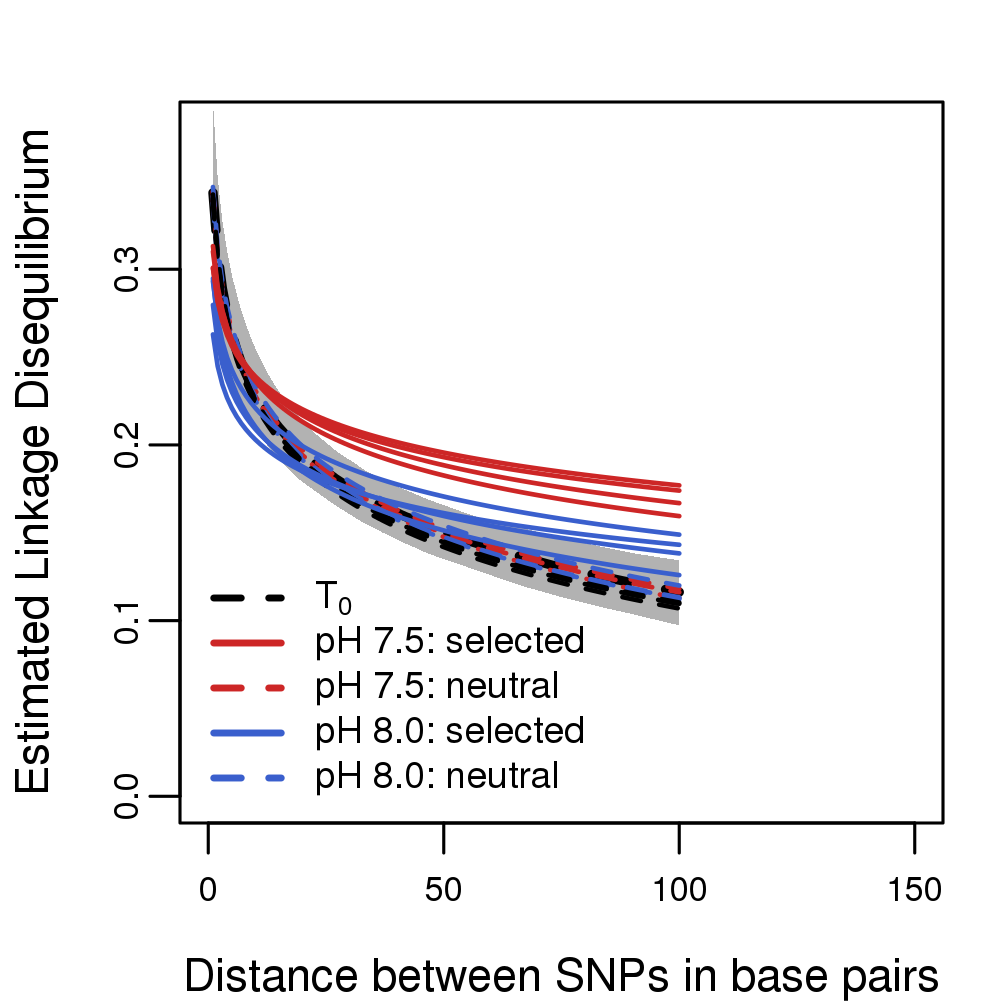 Estimated Linkage Disequilibrium
0.3
0.2
0.1
0.0
T0
pH 7.5: selected
pH 7.5: neutral
pH 8.0: selected
pH 8.0: neutral
0 50 100 150
Distance between SNPs in base pairs